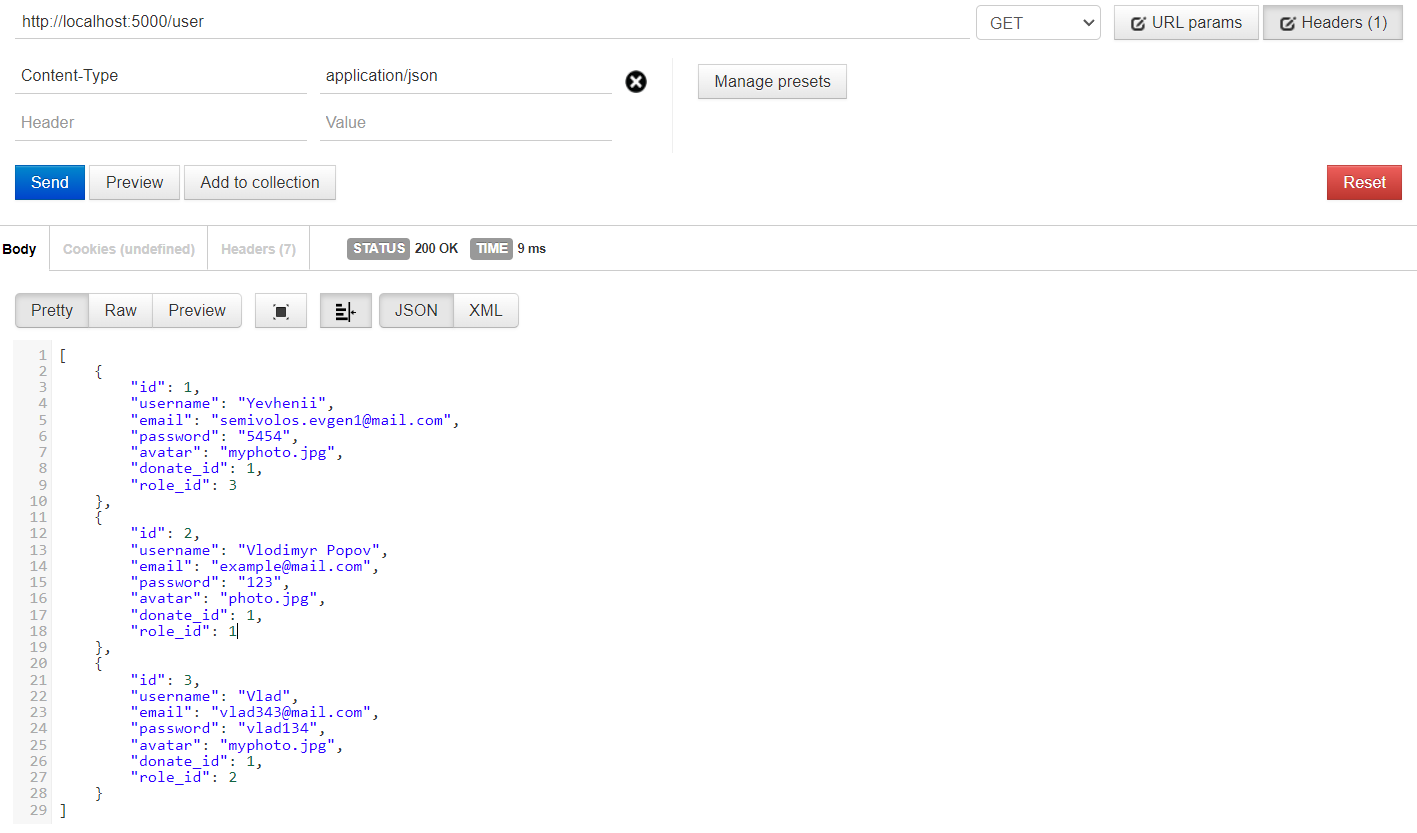 http://localhost:5000/user GET URL params Headers (1)
Content-Type application/json Manage presets
Header Value
Send Preview Add to collection Reset
Body Cookies (undefined) Headers (7) STATUS 200 OK TIME 9 ms
Pretty Raw Preview JSON XML
1 [
2 {
3 "id": 1,
4 "username": "Yevhenii",
5 "email": "semivolos.evgen1@mail.com",
6 "password": "5454",
7 "avatar": "myphoto.jpg",
8 "donate_id": 1,
9 "role_id": 3
10 },
11 {
12 "id": 2,
13 "username": "Vlodimyr Popov",
14 "email": "example@mail.com",
15 "password": "123",
16 "avatar": "photo.jpg",
17 "donate_id": 1,
18 "role_id": 1
19 },
20 {
21 "id": 3,
22 "username": "Vlad",
23 "email": "vlad343@mail.com",
24 "password": "vlad134",
25 "avatar": "myphoto.jpg",
26 "donate_id": 1,
27 "role_id": 2
28 }
29 ]